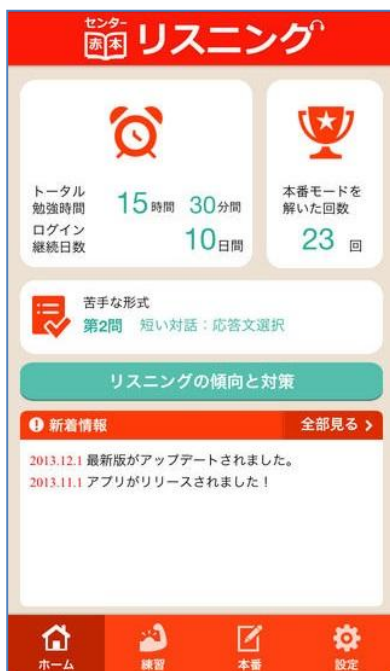 センター
赤本 リスニング
トータル
勉強時間 15時間 30分間
ログイン
継続日数 10日間
本番モードを
解いた回数
23 回
苦手な形式
第2問 短い対話：応答文選択
リスニングの傾向と対策
新着情報 全部見る
2013.12.1 最新版がアップデートされました。
2013.11.1 アプリがリリースされました！
ホーム 練習 本番 設定